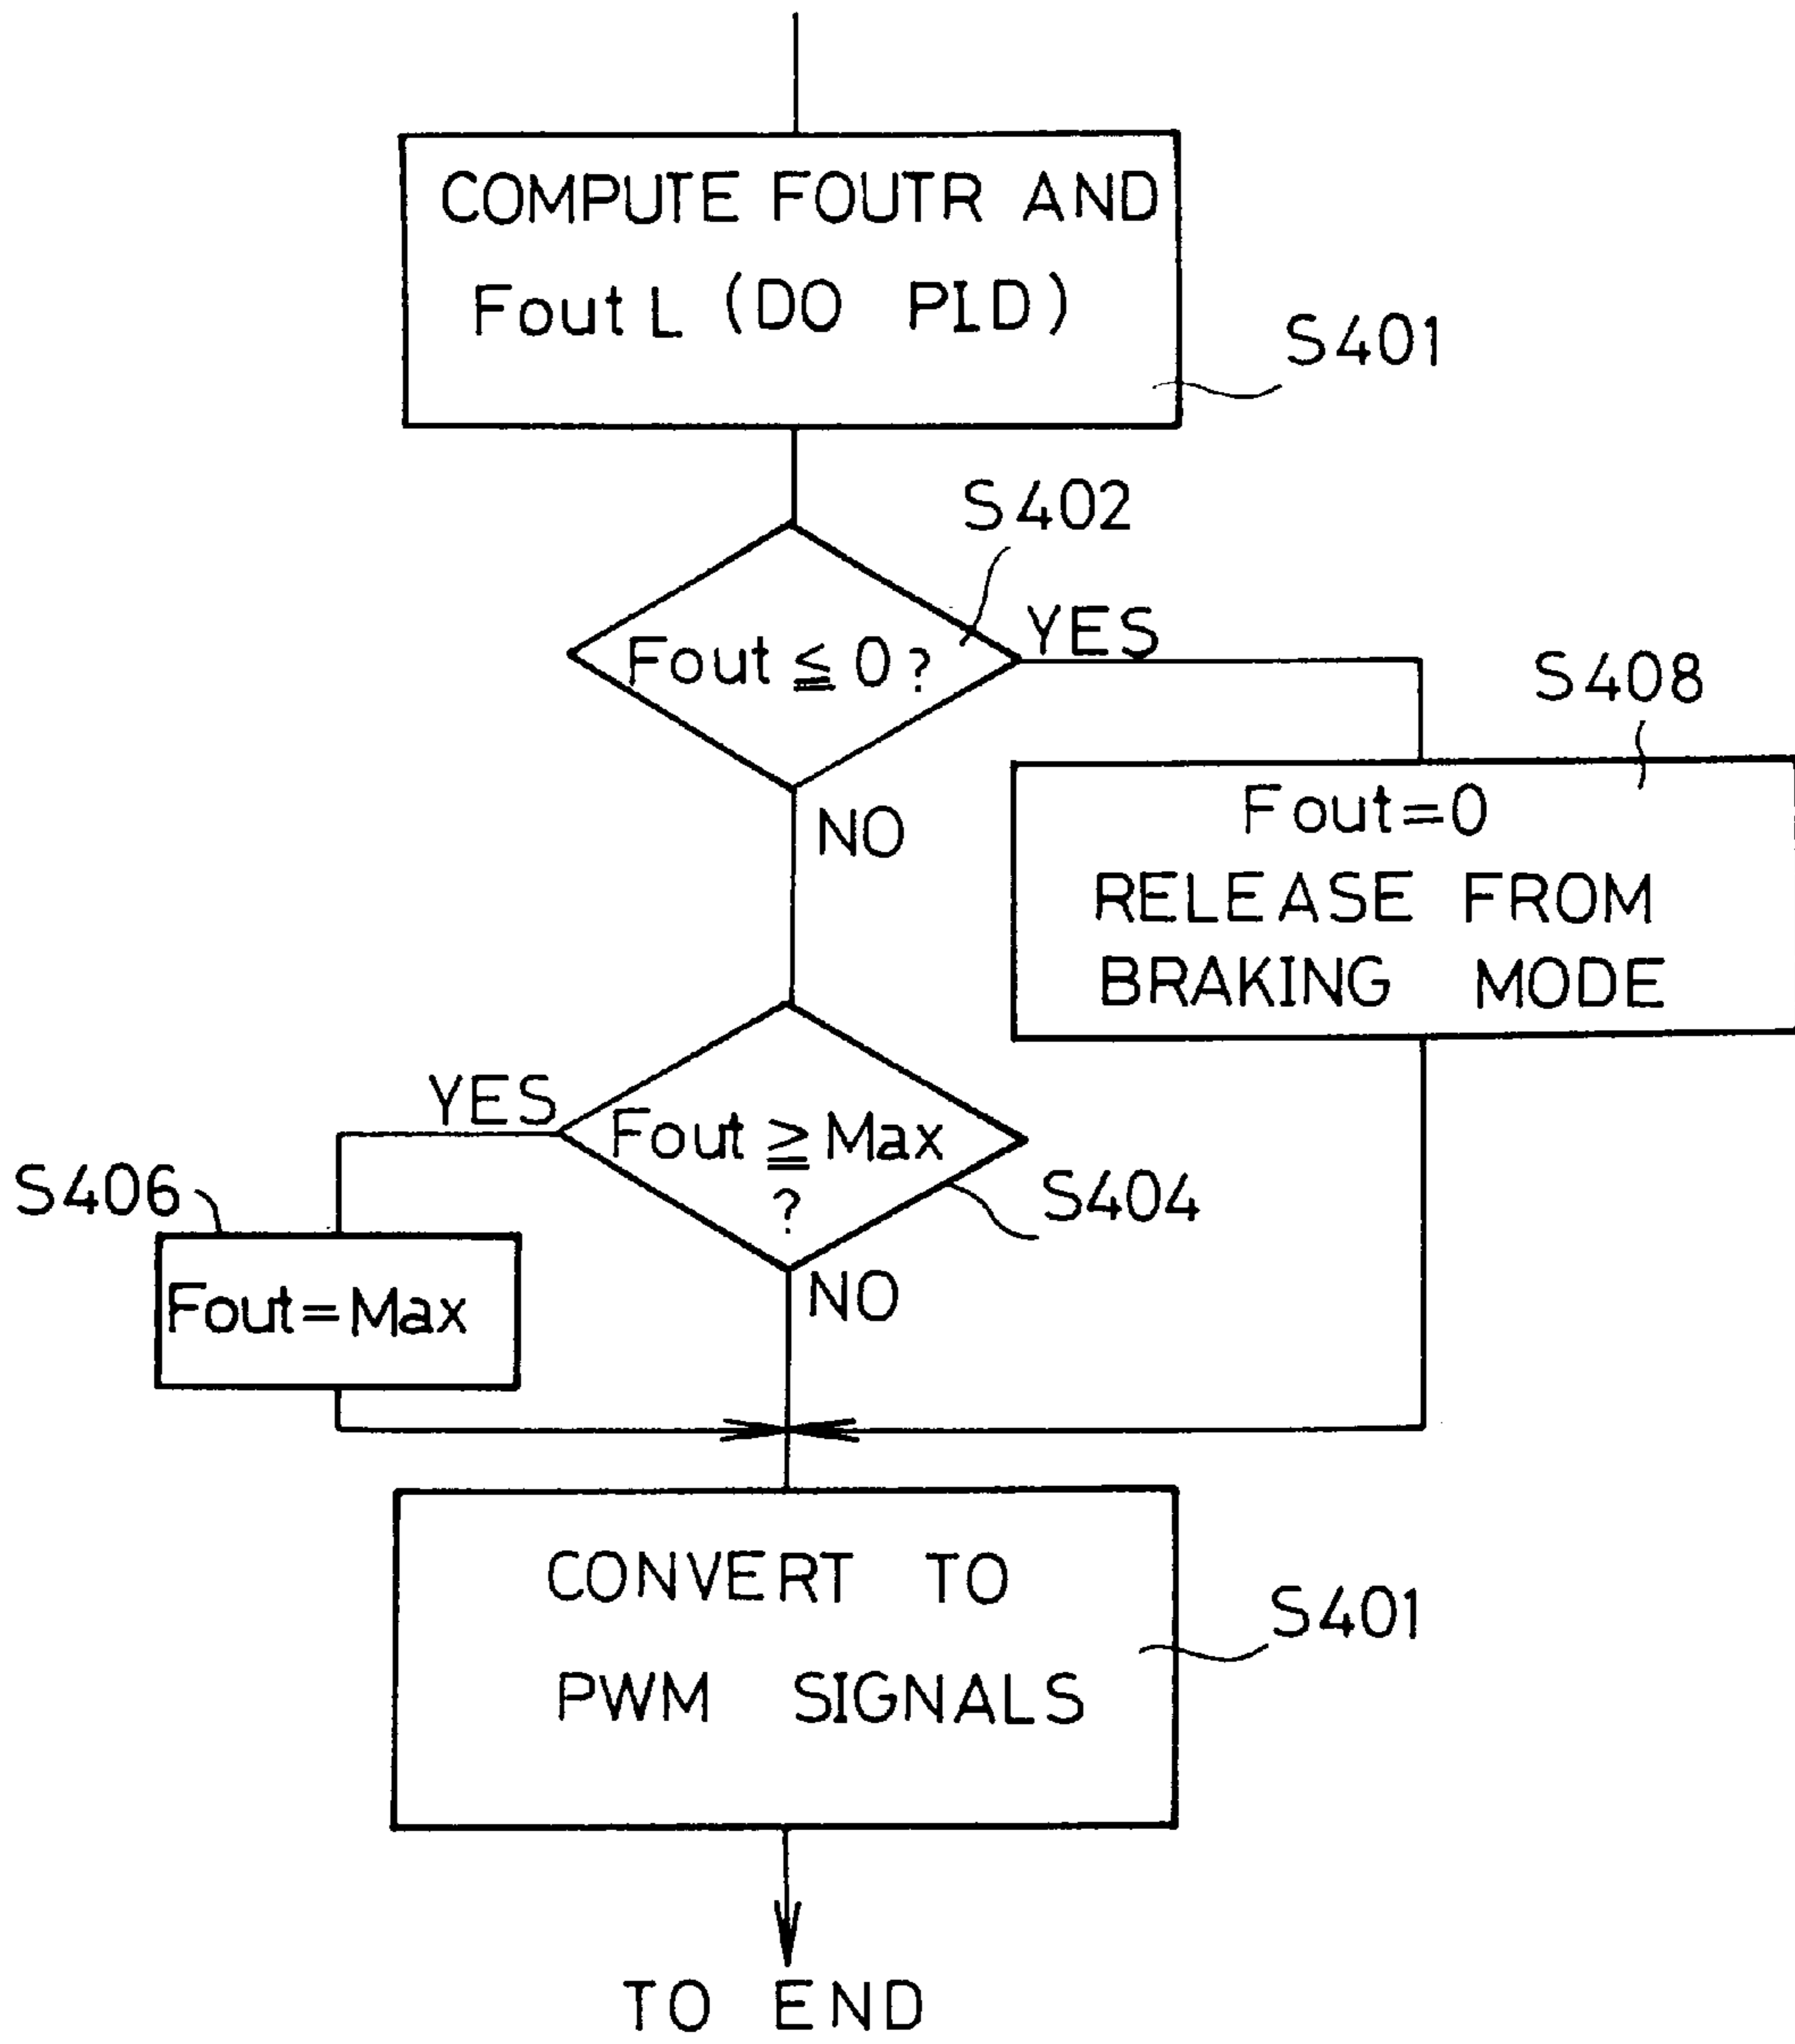 COMPUTE FOUTR AND
Fout L (DO PID)
S401
S402
Fout ≦ 0 ?
YES
NO
S408
Fout=0
RELEASE FROM
BRAKING MODE
YES
Fout ≧ Max
?
S404
NO
S406
Fout=Max
CONVERT TO
PWM SIGNALS
S401
TO END